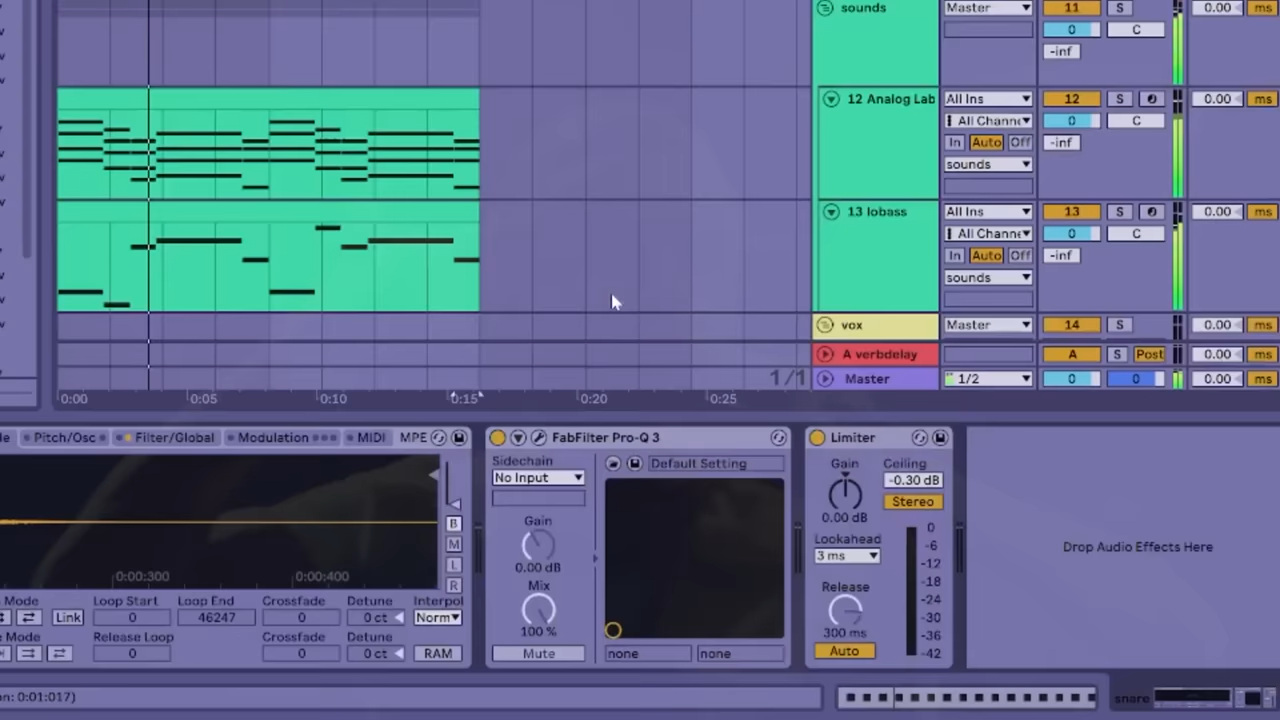 sounds Master 11 S 0.00 ms
0 C
-inf
12 Analog Lab All Ins 12 S 0.00 ms
All Channe 0 C
In Auto Off -inf
sounds
13 lobass All Ins 13 S 0.00 ms
All Channe 0 C
In Auto Off -inf
sounds
vox Master 14 S 0.00 ms
A verbdelay A S Post 0.00 ms
1/1 Master 1/2 0 0 0.00 ms
0:00 0:05 0:10 0:15 0:20 0:25
Pitch/Osc Filter/Global Modulation MIDI MPE
FabFilter Pro-Q 3
Limiter
Sidechain
No Input
Default Setting
Gain
0.00 dB
Mix
100 %
Mute
none none
Gain Ceiling
-0.30 dB
Stereo
0.00 dB
Lookahead
3 ms
Release
300 ms
Auto
0
-6
-12
-18
-24
-30
-36
-42
Drop Audio Effects Here
B
M
L
R
0:00:300 0:00:400
Mode Loop Start Loop End Crossfade Detune Interpol
Link 0 46247 0 0 ct Norm
Mode Release Loop Crossfade Detune
0 0 0 ct RAM
n: 0:01:017)
snare